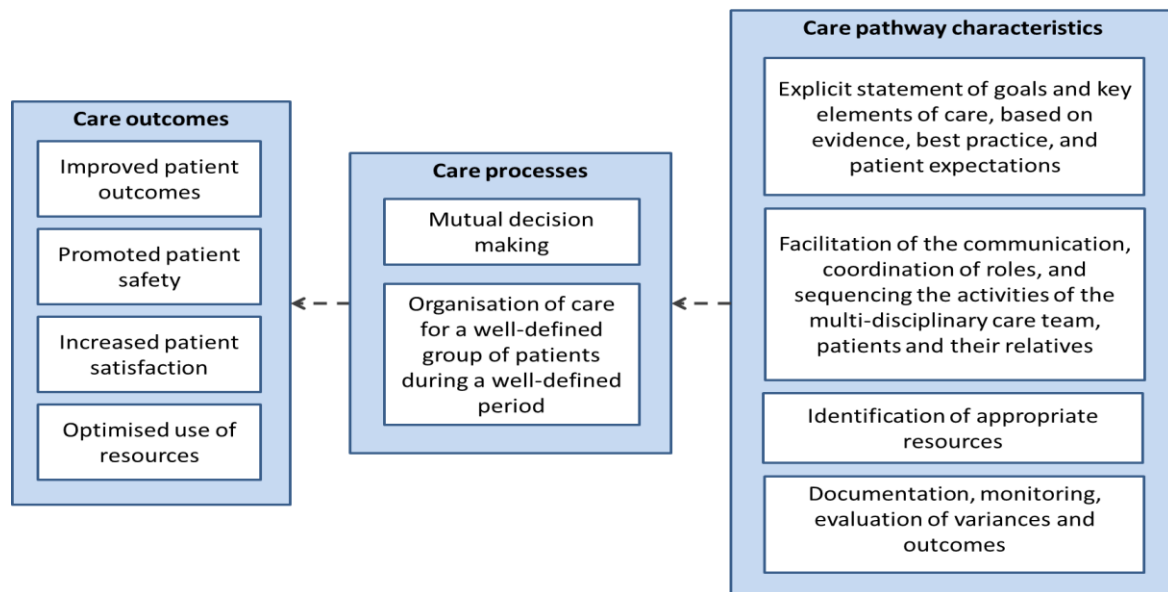 Care outcomes
Improved patient
outcomes
Promoted patient
safety
Increased patient
satisfaction
Optimised use of
resources
Care processes
Mutual decision
making
Organisation of care
for a well-defined
group of patients
during a well-defined
period
Care pathway characteristics
Explicit statement of goals and key
elements of care, based on
evidence, best practice, and
patient expectations
Facilitation of the communication,
coordination of roles, and
sequencing the activities of the
multi-disciplinary care team,
patients and their relatives
Identification of appropriate
resources
Documentation, monitoring,
evaluation of variances and
outcomes